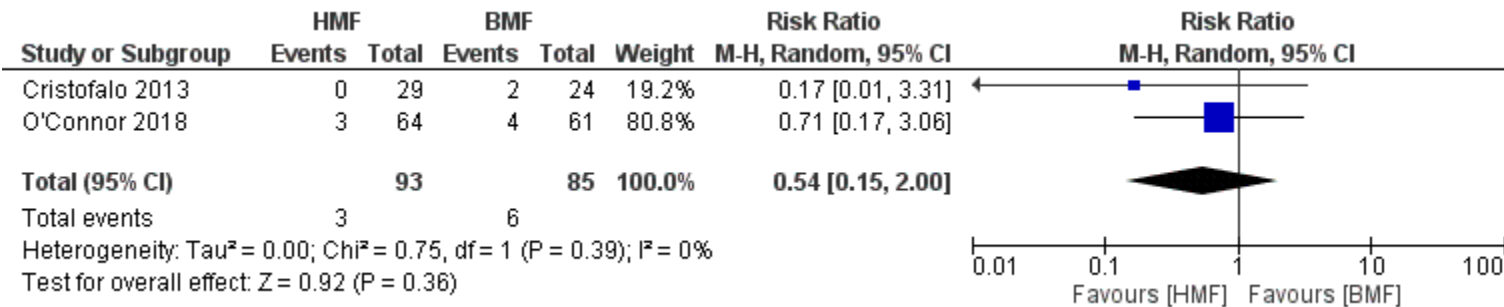 HMF BMF Risk Ratio Risk Ratio
Study or Subgroup Events Total Events Total Weight M-H, Random, 95% CI M-H, Random, 95% CI
Cristofalo 2013 0 29 2 24 19.2% 0.17 [0.01, 3.31]
O'Connor 2018 3 64 4 61 80.8% 0.71 [0.17, 3.06]
Total (95% CI) 93 85 100.0% 0.54 [0.15, 2.00]
Total events 3 6
Heterogeneity: Tau² = 0.00; Chi² = 0.75, df = 1 (P = 0.39); I² = 0%
Test for overall effect: Z = 0.92 (P = 0.36)
0.01 0.1 1 10 100
Favours [HMF] Favours [BMF]